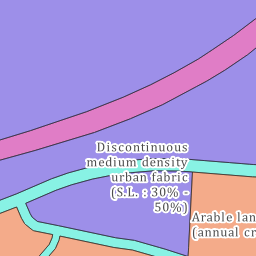 Discontinuous
medium density
urban fabric
(S.L. : 30% -
50%)
Arable lan
(annual cr